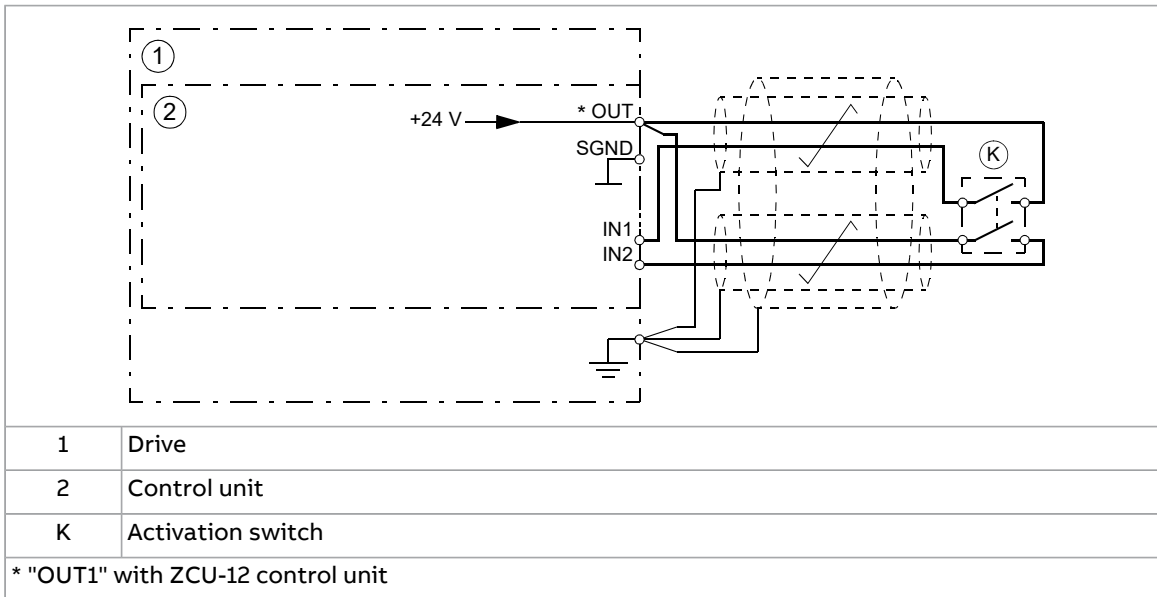 1
2
+24 V
* OUT
SGND
IN1
IN2
K
1 Drive
2 Control unit
K Activation switch
* "OUT1" with ZCU-12 control unit